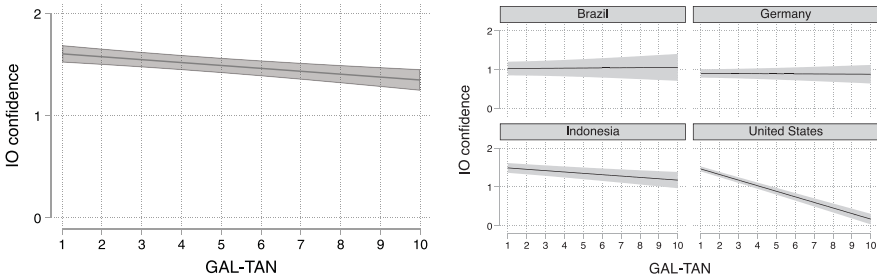 2
1
0
IO confidence
1 2 3 4 5 6 7 8 9 10
GAL-TAN
Brazil Germany
2
1
0
Indonesia United States
2
1
0
IO confidence
1 2 3 4 5 6 7 8 9 10 1 2 3 4 5 6 7 8 9 10
GAL-TAN GAL-TAN